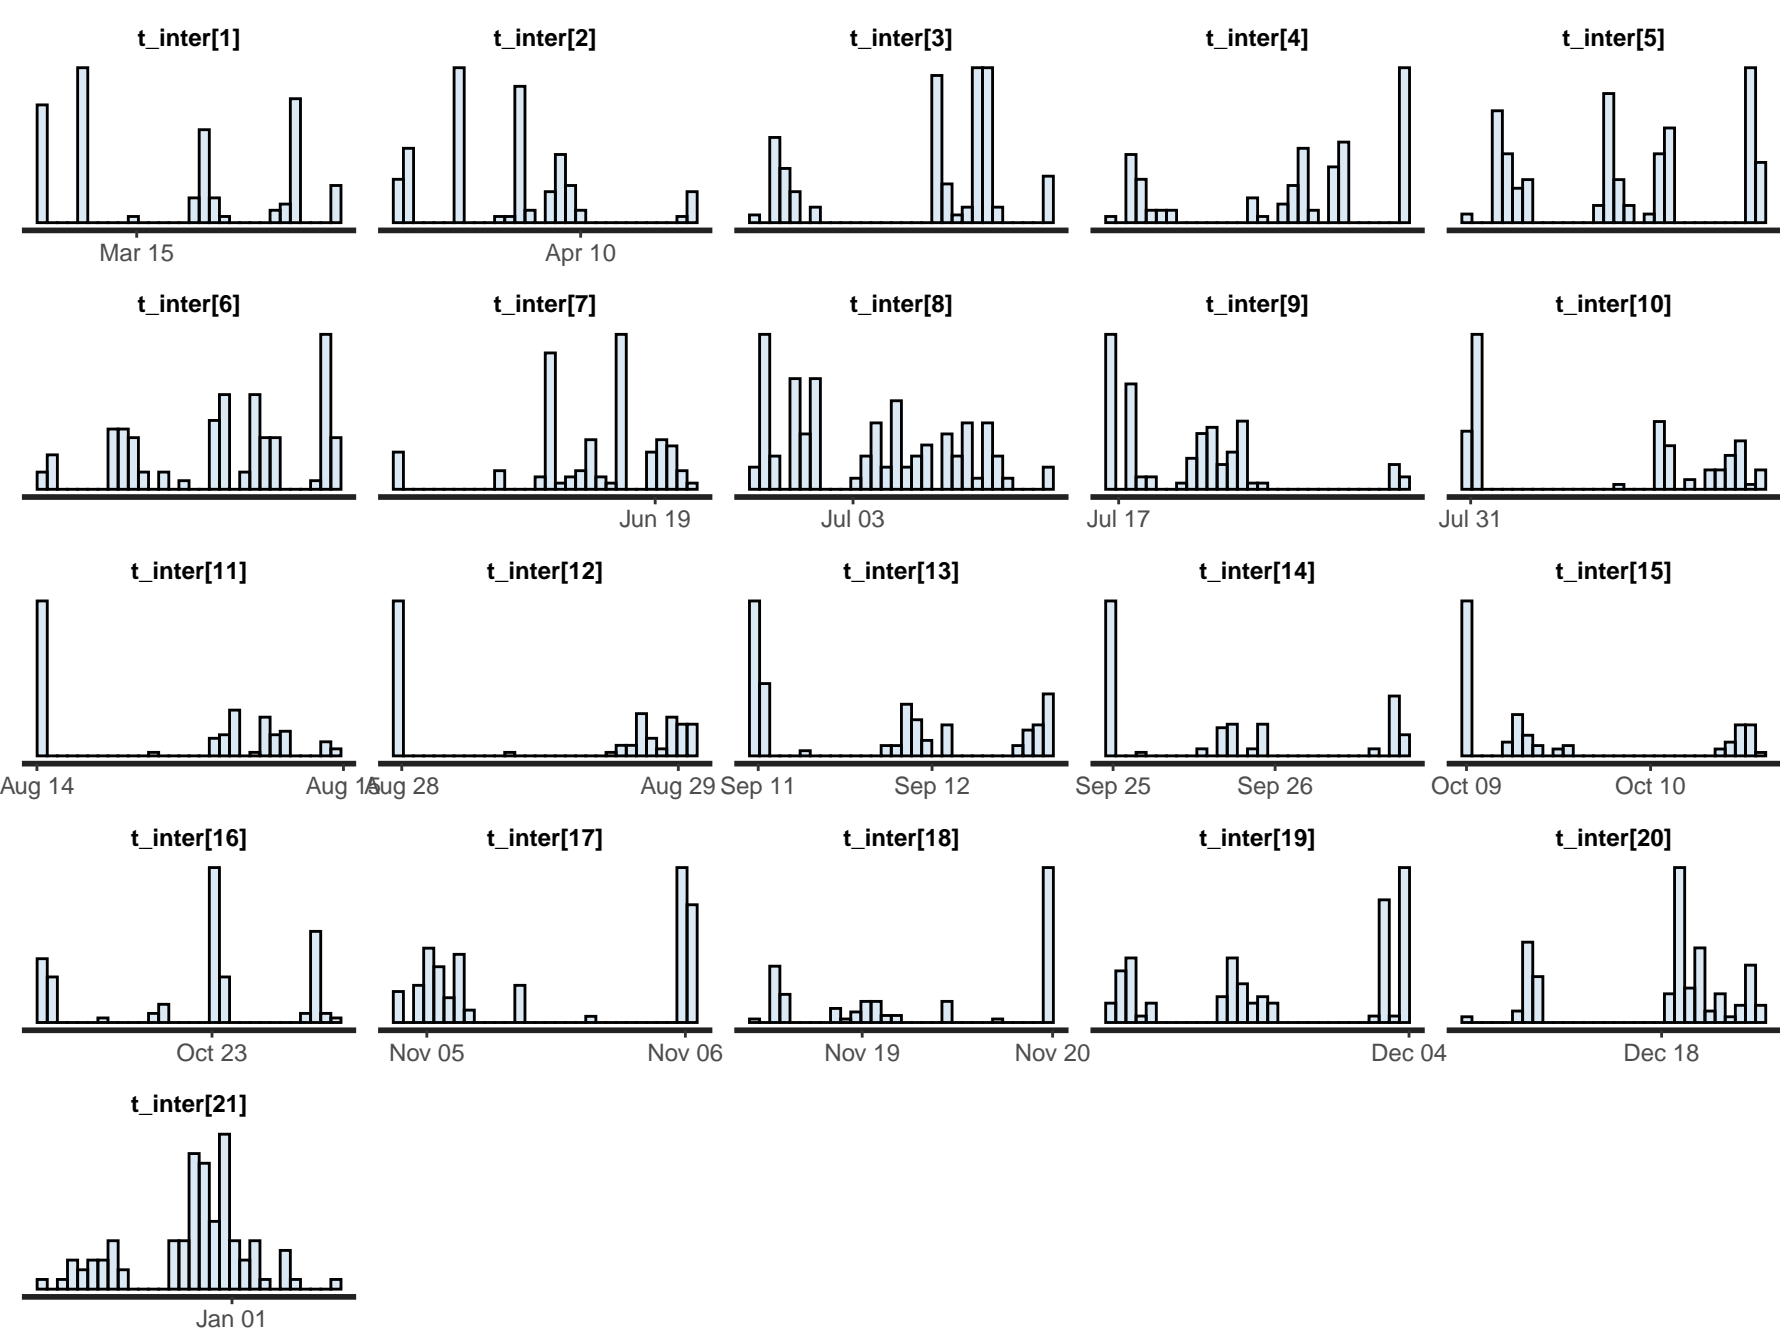 t_inter[1] t_inter[2] t_inter[3] t_inter[4] t_inter[5]
Mar 15 Apr 10
t_inter[6] t_inter[7] t_inter[8] t_inter[9] t_inter[10]
Jun 19 Jul 03 Jul 17 Jul 31
t_inter[11] t_inter[12] t_inter[13] t_inter[14] t_inter[15]
Aug 14 Aug 15 Aug 28 Aug 29 Sep 11 Sep 12 Sep 25 Sep 26 Oct 09 Oct 10
t_inter[16] t_inter[17] t_inter[18] t_inter[19] t_inter[20]
Oct 23 Nov 05 Nov 06 Nov 19 Nov 20 Dec 04 Dec 18
t_inter[21]
Jan 01